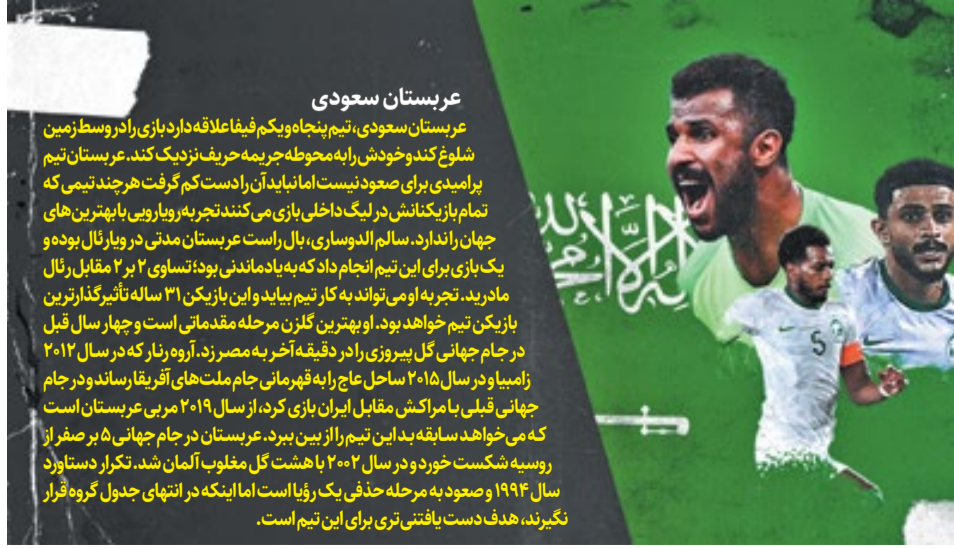 عربستان سعودی
عربستان سعودی، تیم پنجاه‌ویکم فیفا علاقه دارد بازی را در وسط زمین
شلوغ کند و خودش را به محوطه جریمه حریف نزدیک کند. عربستان تیم
پرامیدی برای صعود نیست اما نباید آن را دست کم گرفت هر چند تیمی که
تمام بازیکنانش در لیگ داخلی بازی می‌کنند تجربه رویارویی با بهترین‌های
جهان را ندارد. سالم الدوساری، بال راست عربستان مدتی در ویارئال بوده و
یک بازی برای این تیم انجام داد که به یاد ماندنی بود؛ تساوی ۲ بر ۲ مقابل رئال
مادرید. تجربه او می‌تواند به کار تیم بیاید و این بازیکن ۳۱ ساله تأثیرگذارترین
بازیکن تیم خواهد بود. او بهترین گلزن مرحله مقدماتی است و چهار سال قبل
در جام جهانی گل پیروزی را در دقیقه آخر به مصر زد. آروه رنار که در سال ۲۰۱۲
زامبیا و در سال ۲۰۱۵ ساحل عاج را به قهرمانی جام ملت‌های آفریقا رساند و در جام
جهانی قبلی با مراکش مقابل ایران بازی کرد، از سال ۲۰۱۹ مربی عربستان است
که می‌خواهد سابقه بد این تیم را از بین ببرد. عربستان در جام جهانی ۵ بر صفر از
روسیه شکست خورد و در سال ۲۰۰۲ با هشت گل مغلوب آلمان شد. تکرار دستاورد
سال ۱۹۹۴ و صعود به مرحله حذفی یک رؤیا است اما اینکه در انتهای جدول گروه قرار
نگیرند، هدف دست یافتنی‌تری برای این تیم است.
5